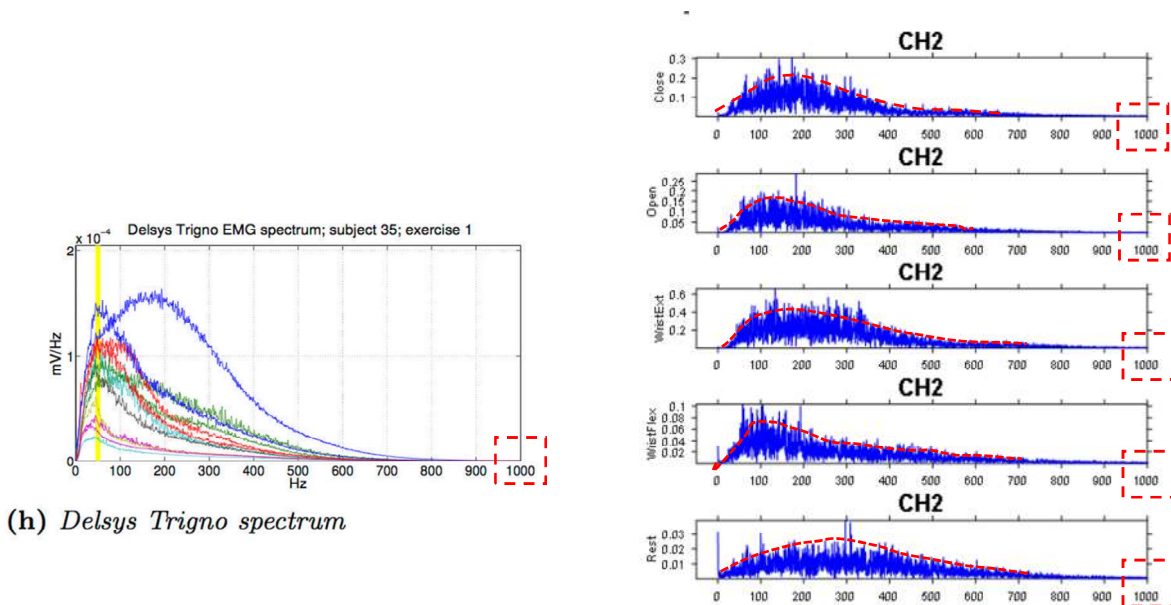 Delsys Trigno EMG spectrum; subject 35; exercise 1
x 10⁻⁴
2
1
0
mV/Hz
0 100 200 300 400 500 600 700 800 900 1000
Hz
(h) Delsys Trigno spectrum
CH2
Close
0.3
0.2
0.1
0 100 200 300 400 500 600 700 800 900 1000
CH2
Open
0.25
0.2
0.15
0.1
0.05
0 100 200 300 400 500 600 700 800 900 1000
CH2
WristExt
0.6
0.4
0.2
0 100 200 300 400 500 600 700 800 900 1000
CH2
WristFlex
0.1
0.08
0.06
0.04
0.02
0 100 200 300 400 500 600 700 800 900 1000
CH2
Rest
0.03
0.02
0.01
0 100 200 300 400 500 600 700 800 900 1000